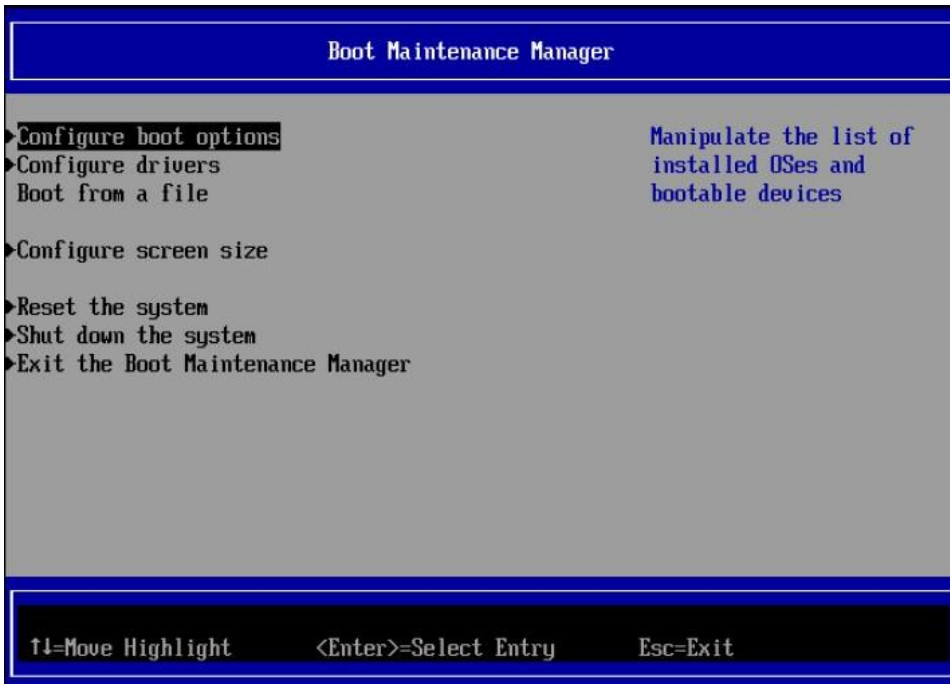 Boot Maintenance Manager
Configure boot options
Configure drivers
Boot from a file
Configure screen size
Reset the system
Shut down the system
Exit the Boot Maintenance Manager
Manipulate the list of
installed OSes and
bootable devices
↑↓=Move Highlight <Enter>=Select Entry Esc=Exit